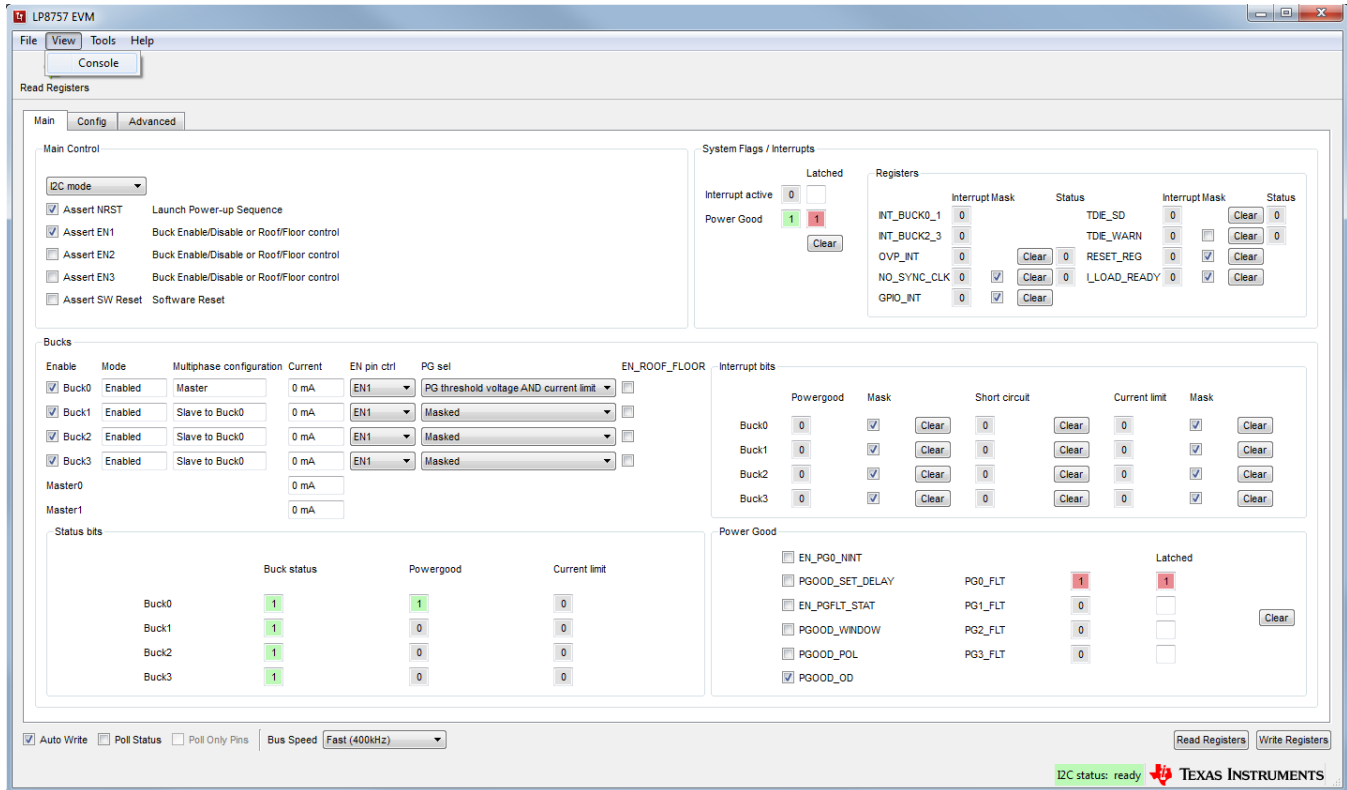 LP8757 EVM
File View Tools Help
Console
Read Registers
Main Config Advanced
Main Control
I2C mode
Assert NRST Launch Power-up Sequence
Assert EN1 Buck Enable/Disable or Roof/Floor control
Assert EN2 Buck Enable/Disable or Roof/Floor control
Assert EN3 Buck Enable/Disable or Roof/Floor control
Assert SW Reset Software Reset
System Flags / Interrupts
Latched
Interrupt active 0
Power Good 1 1
Clear
Registers
Interrupt Mask Status Interrupt Mask Status
INT_BUCK0_1 0 TDIE_SD 0 Clear 0
INT_BUCK2_3 0 TDIE_WARN 0 Clear 0
OVP_INT 0 Clear 0 RESET_REG 0 Clear
NO_SYNC_CLK 0 Clear 0 I_LOAD_READY 0 Clear
GPIO_INT 0 Clear
Bucks
Enable Mode Multiphase configuration Current EN pin ctrl PG sel EN_ROOF_FLOOR
Buck0 Enabled Master 0 mA EN1 PG threshold voltage AND current limit
Buck1 Enabled Slave to Buck0 0 mA EN1 Masked
Buck2 Enabled Slave to Buck0 0 mA EN1 Masked
Buck3 Enabled Slave to Buck0 0 mA EN1 Masked
Master0 0 mA
Master1 0 mA
Interrupt bits
Powergood Mask Short circuit Current limit Mask
Buck0 0 Clear 0 Clear 0 Clear
Buck1 0 Clear 0 Clear 0 Clear
Buck2 0 Clear 0 Clear 0 Clear
Buck3 0 Clear 0 Clear 0 Clear
Status bits
Buck status Powergood Current limit
Buck0 1 1 0
Buck1 1 0 0
Buck2 1 0 0
Buck3 1 0 0
Power Good
EN_PG0_NINT Latched
PGOOD_SET_DELAY PG0_FLT 1 1
EN_PGFLT_STAT PG1_FLT 0
Clear
PGOOD_WINDOW PG2_FLT 0
PGOOD_POL PG3_FLT 0
PGOOD_OD
Auto Write Poll Status Poll Only Pins Bus Speed Fast (400kHz) Read Registers Write Registers
I2C status: ready TEXAS INSTRUMENTS